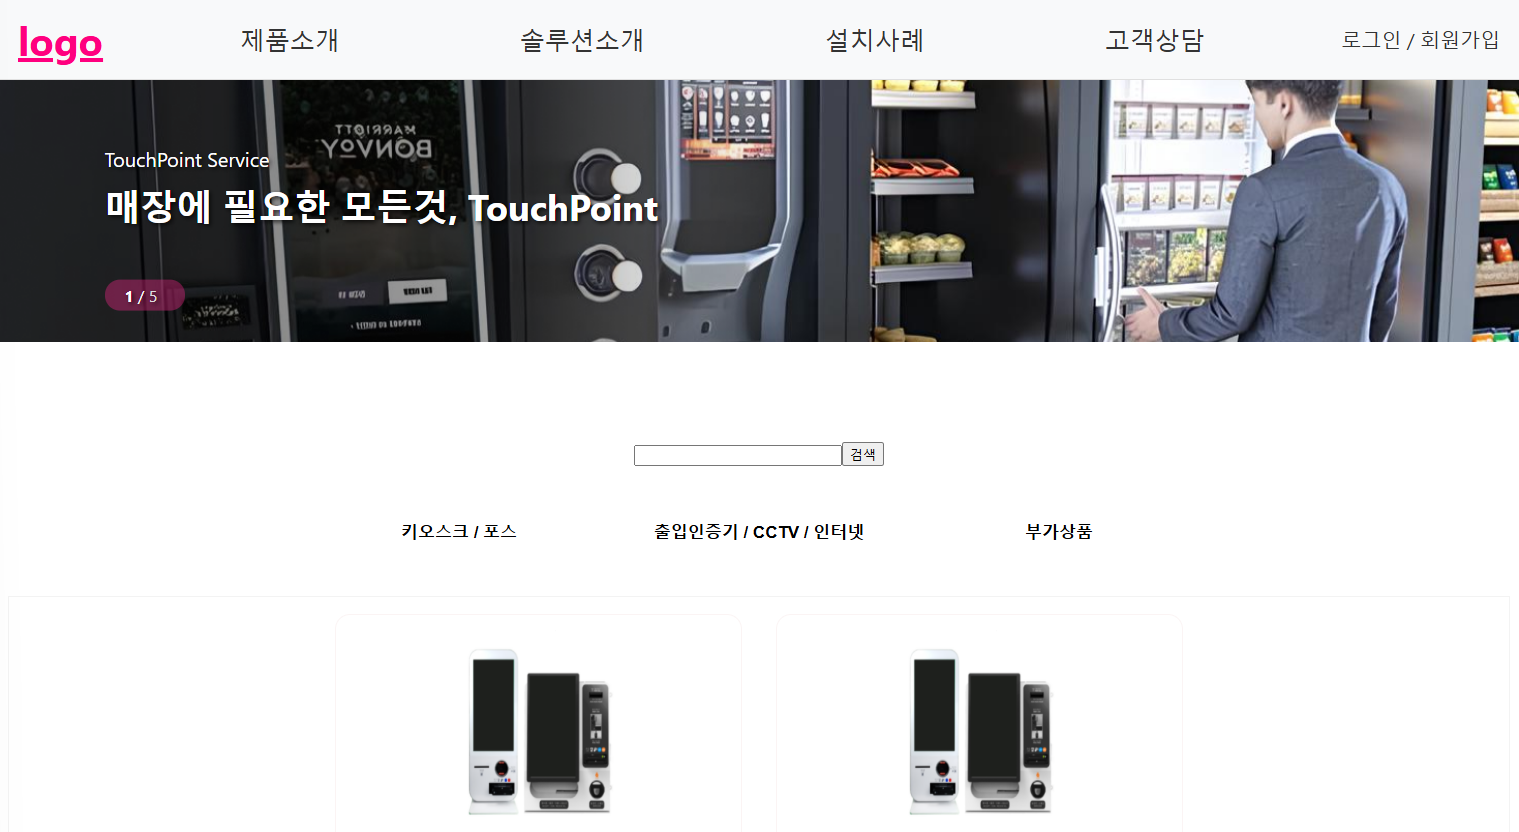 logo
제품소개
솔루션소개
설치사례
고객상담
로그인 / 회원가입
MARRIOTT
BONVOY
TouchPoint Service
매장에 필요한 모든것, TouchPoint
1 / 5
검색
키오스크 / 포스
출입인증기 / CCTV / 인터넷
부가상품